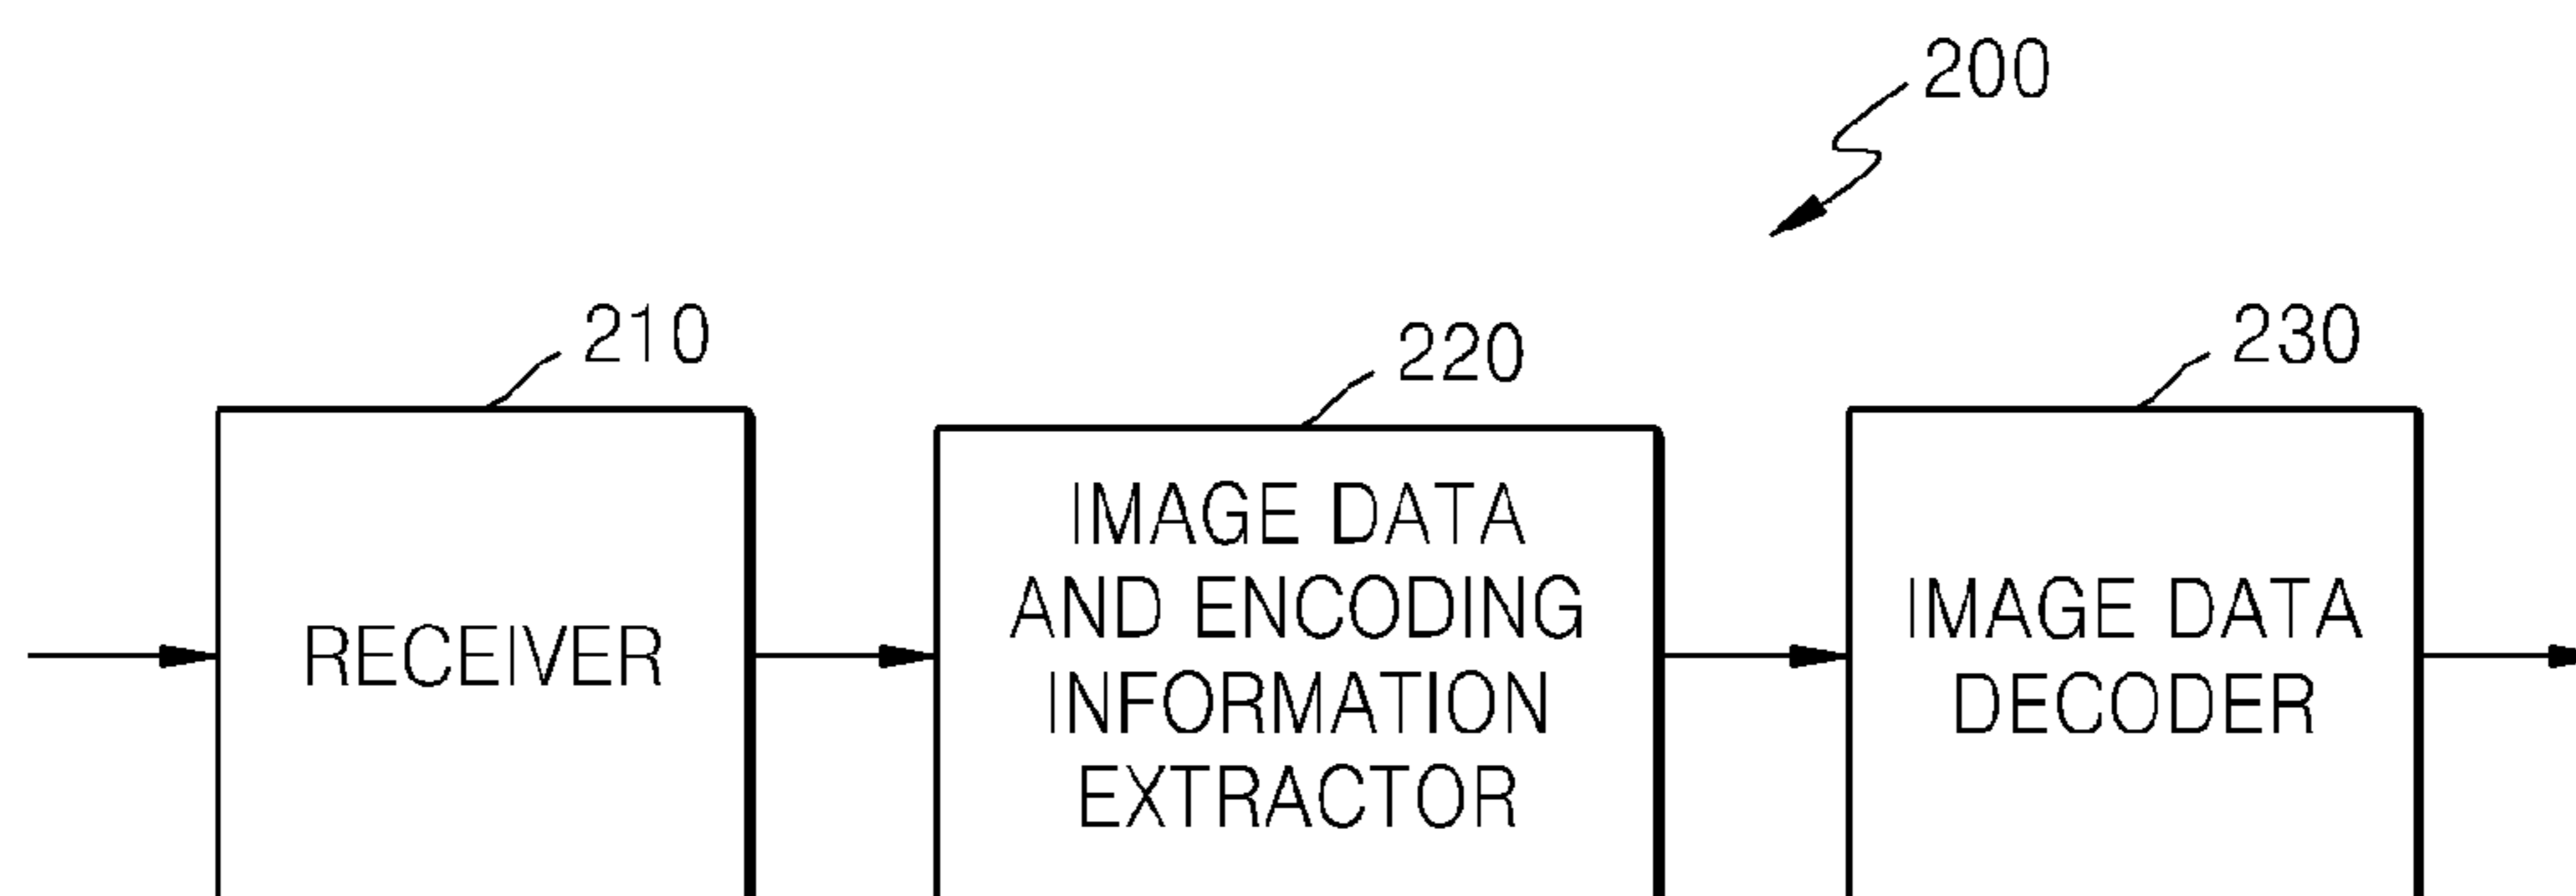 200
210
220
230
RECEIVER
IMAGE DATA
AND ENCODING
INFORMATION
EXTRACTOR
IMAGE DATA
DECODER